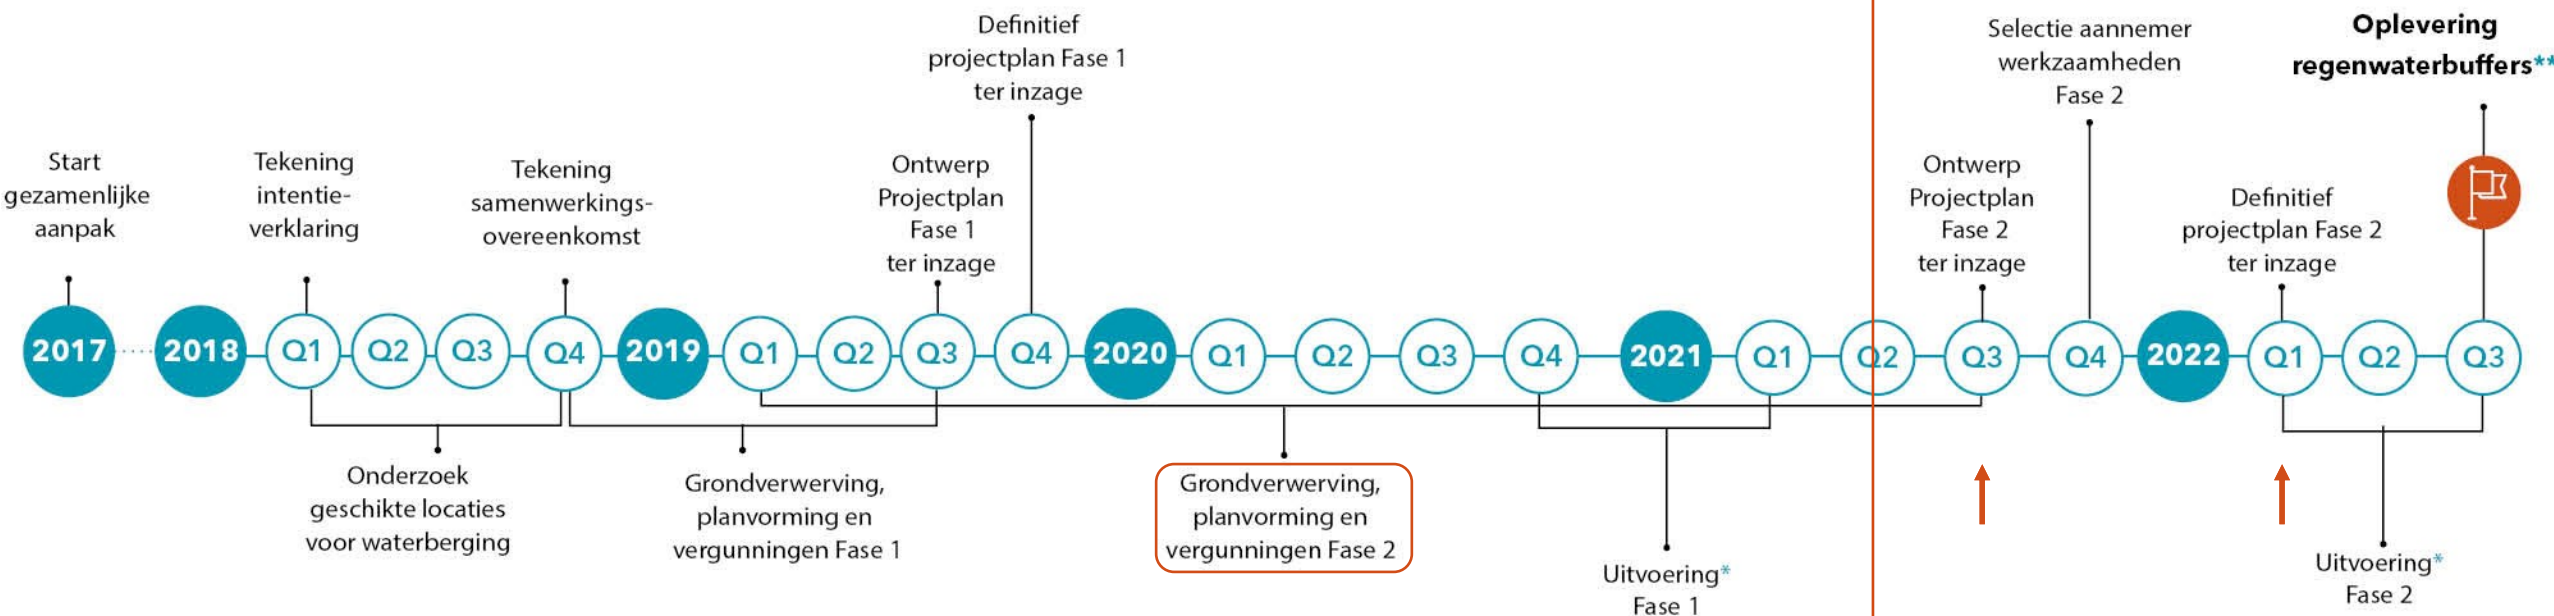 Definitief
projectplan Fase 1
ter inzage
Selectie aannemer
werkzaamheden
Fase 2
Oplevering
regenwaterbuffers**
Start
gezamenlijke
aanpak
Tekening
intentie-
verklaring
Tekening
samenwerkings-
overeenkomst
Ontwerp
Projectplan
Fase 1
ter inzage
Ontwerp
Projectplan
Fase 2
ter inzage
Definitief
projectplan Fase 2
ter inzage
2017 2018 Q1 Q2 Q3 Q4 2019 Q1 Q2 Q3 Q4 2020 Q1 Q2 Q3 Q4 2021 Q1 Q2 Q3 Q4 2022 Q1 Q2 Q3
Onderzoek
geschikte locaties
voor waterberging
Grondverwerving,
planvorming en
vergunningen Fase 1
Grondverwerving,
planvorming en
vergunningen Fase 2
Uitvoering*
Fase 1
Uitvoering*
Fase 2